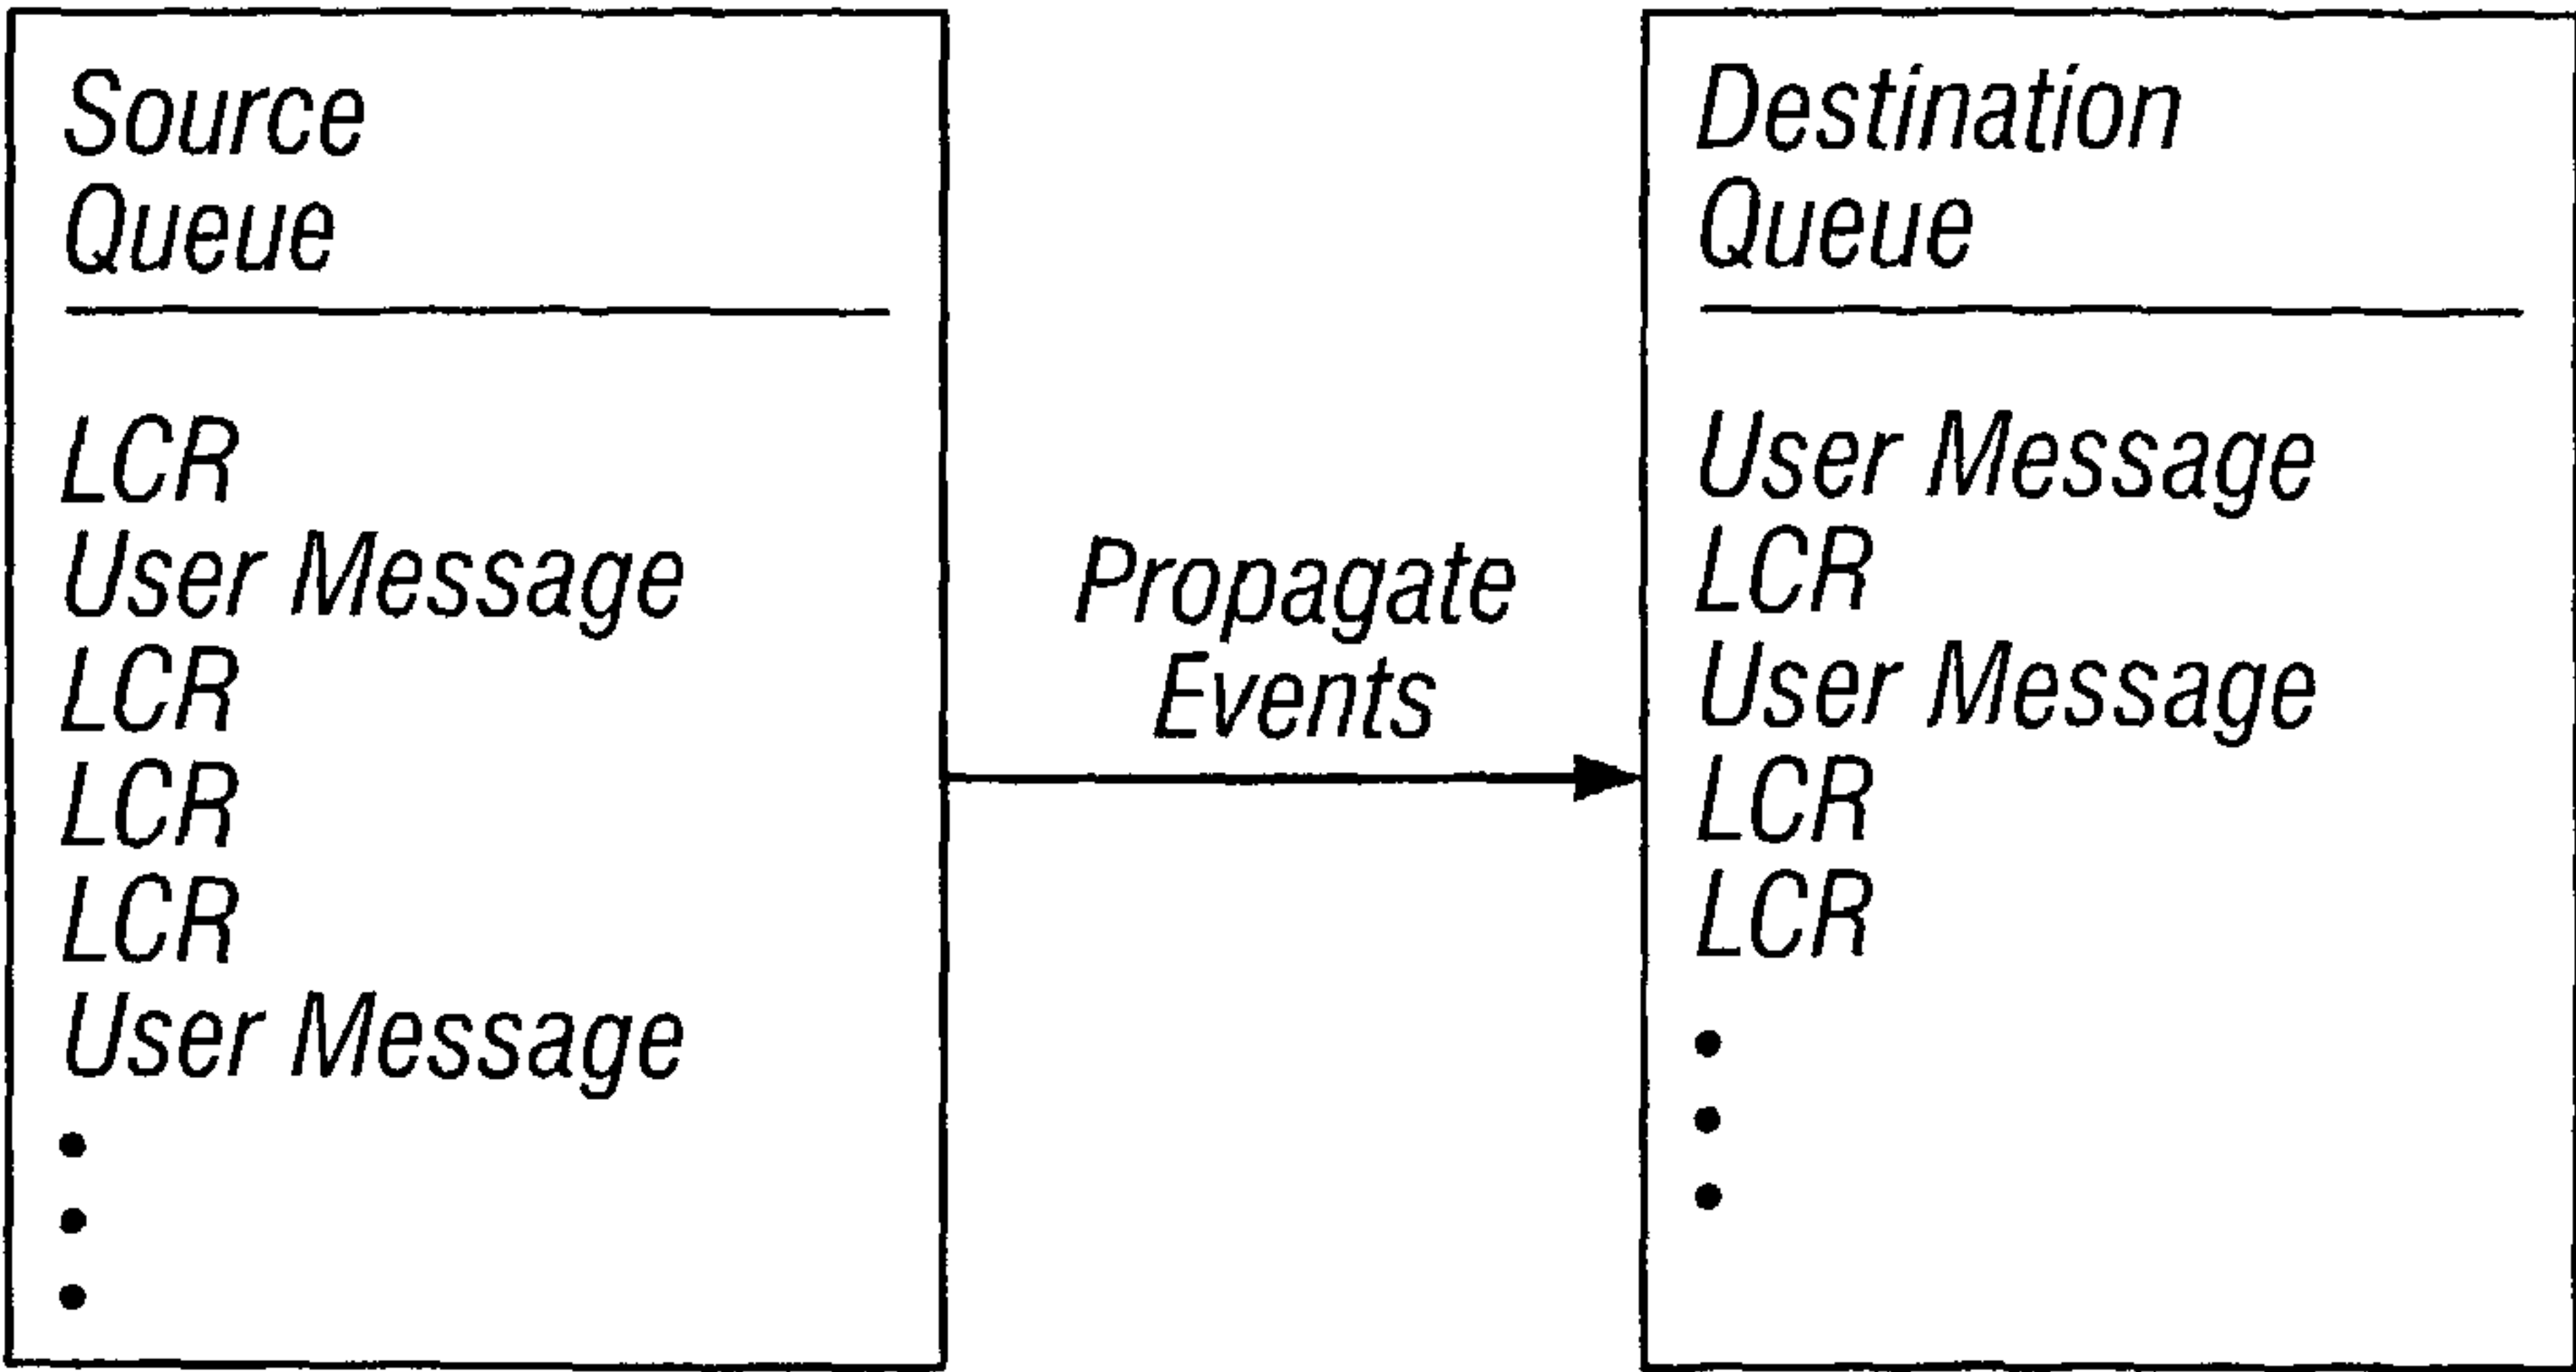 Source
Queue
LCR
User Message
LCR
LCR
LCR
User Message
•
•
•
Propagate
Events
Destination
Queue
User Message
LCR
User Message
LCR
LCR
•
•
•